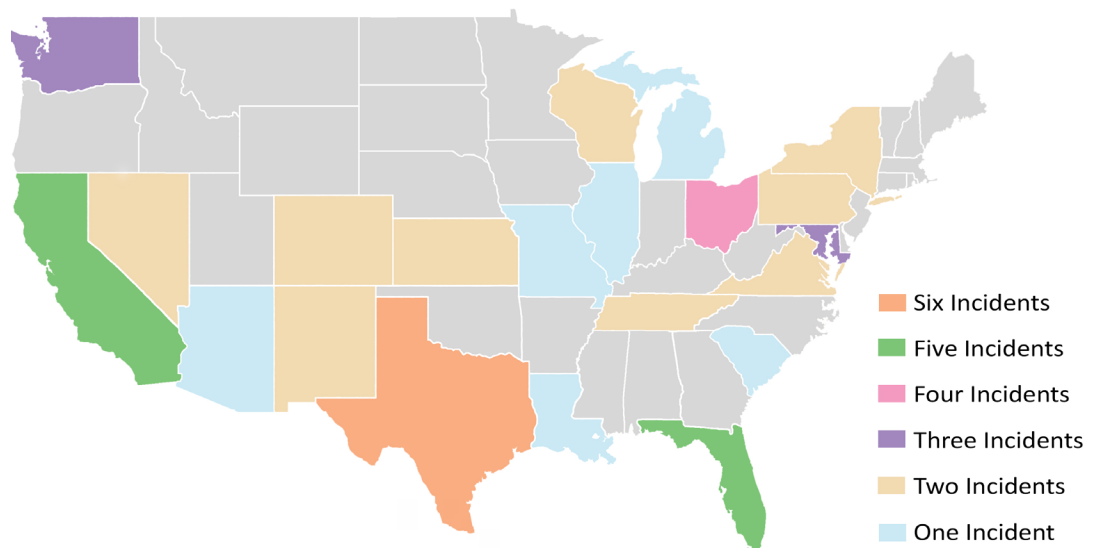 Six Incidents
Five Incidents
Four Incidents
Three Incidents
Two Incidents
One Incident